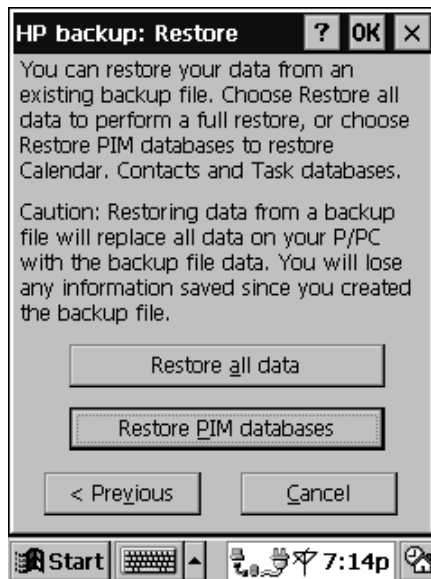 HP backup: Restore ? OK ×
You can restore your data from an
existing backup file. Choose Restore all
data to perform a full restore, or choose
Restore PIM databases to restore
Calendar. Contacts and Task databases.
Caution: Restoring data from a backup
file will replace all data on your P/PC
with the backup file data. You will lose
any information saved since you created
the backup file.
Restore all data
Restore PIM databases
< Previous Cancel
Start 7:14p